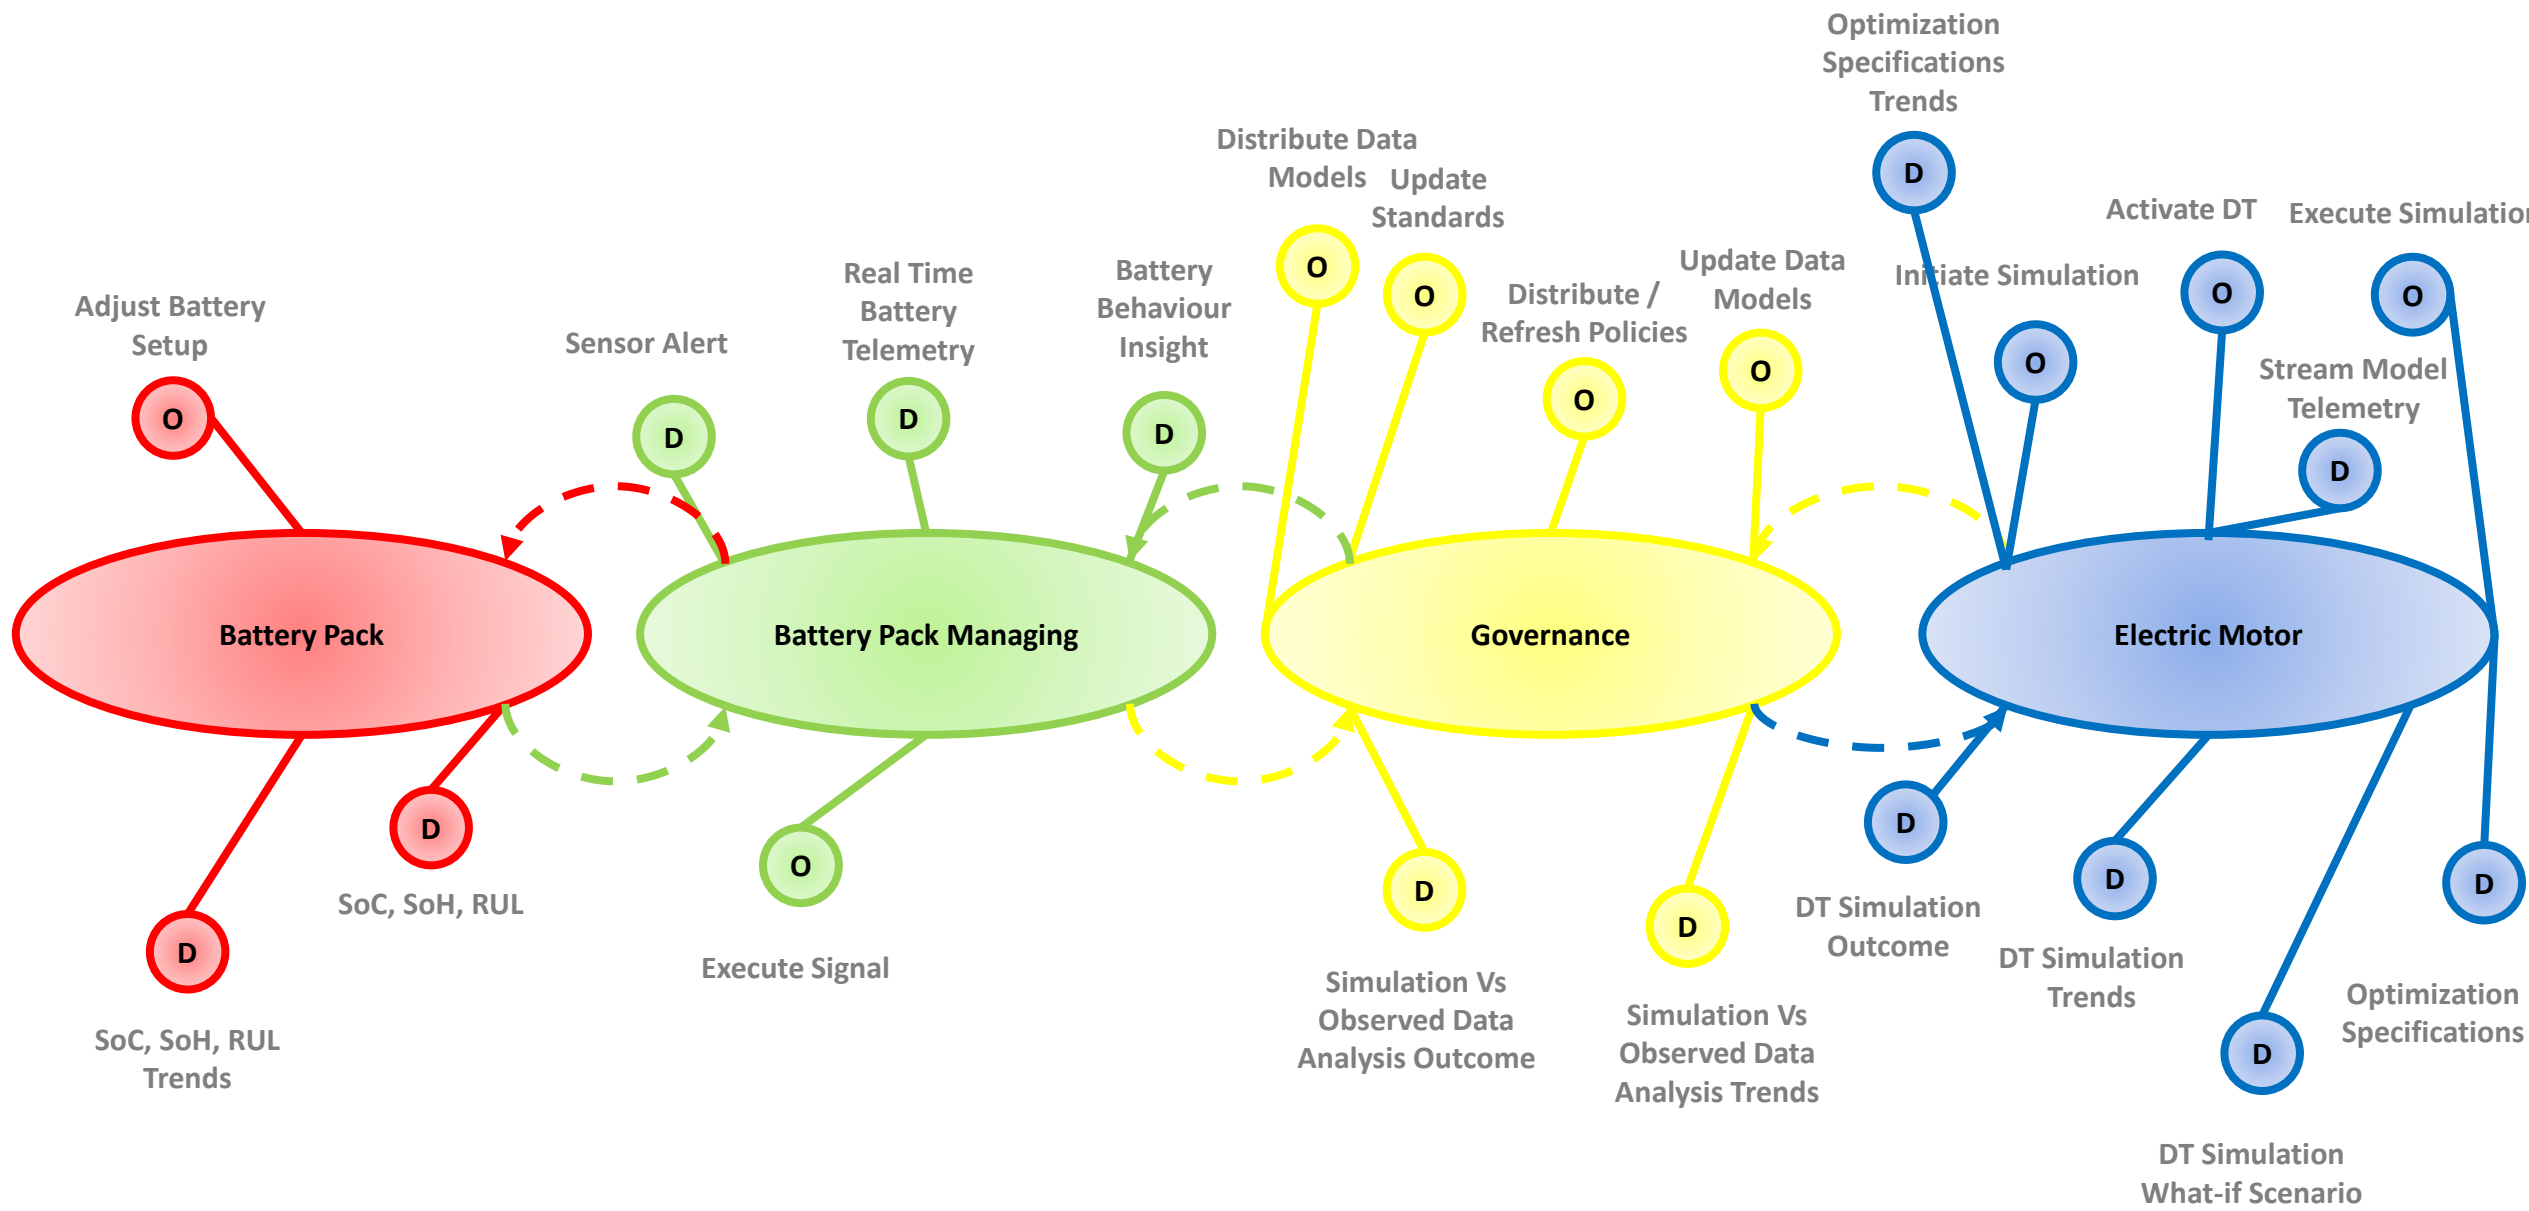 Optimization
Specifications
Trends
Distribute Data
Models
Update
Standards
Activate DT
Execute Simulation
Adjust Battery
Setup
Sensor Alert
Real Time
Battery
Telemetry
Battery
Behaviour
Insight
Distribute /
Refresh Policies
Update Data
Models
Initiate Simulation
Stream Model
Telemetry
D
O
O
O
O
O
O
O
O
O
D
D
D
D
Battery Pack
Battery Pack Managing
Governance
Electric Motor
D
D
O
D
D
D
D
D
D
SoC, SoH, RUL
SoC, SoH, RUL
Trends
Execute Signal
Simulation Vs
Observed Data
Analysis Outcome
Simulation Vs
Observed Data
Analysis Trends
DT Simulation
Outcome
DT Simulation
Trends
Optimization
Specifications
DT Simulation
What-if Scenario